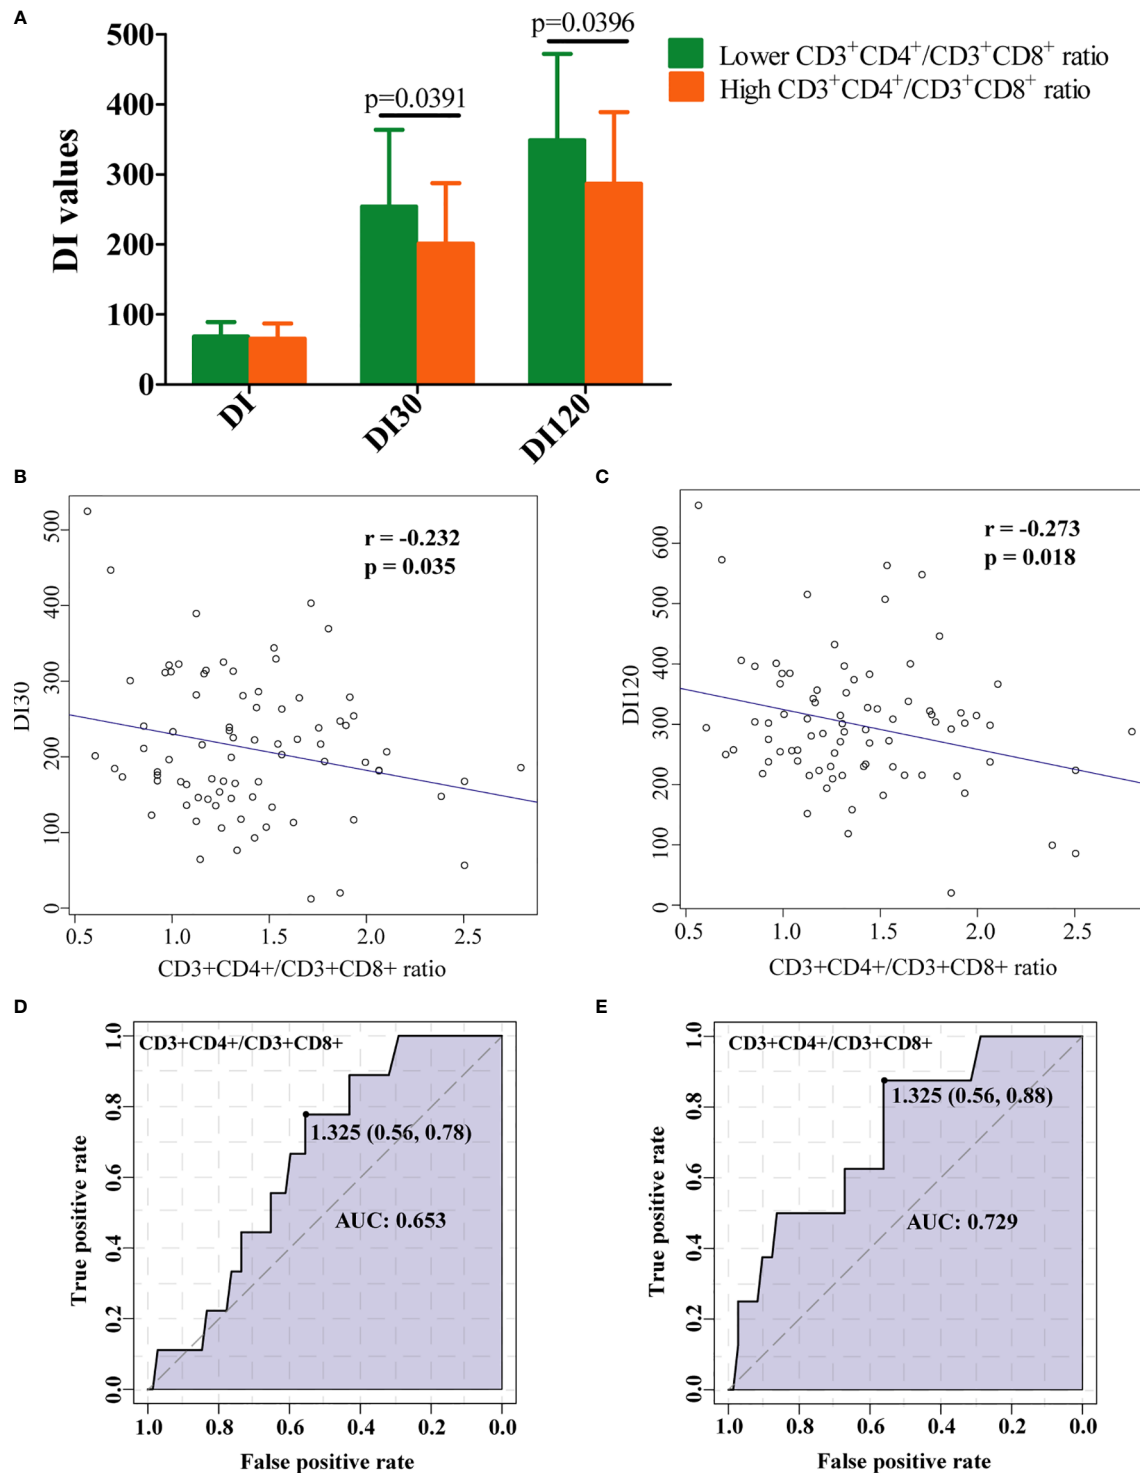 A
500
400
300
200
100
0
DI values
p=0.0391
p=0.0396
DI
DI30
DI120
Lower CD3+CD4+/CD3+CD8+ ratio
High CD3+CD4+/CD3+CD8+ ratio
B
500
400
300
200
100
0
DI30
r = -0.232
p = 0.035
0.5 1.0 1.5 2.0 2.5
CD3+CD4+/CD3+CD8+ ratio
C
600
500
400
300
200
100
0
DI120
r = -0.273
p = 0.018
0.5 1.0 1.5 2.0 2.5
CD3+CD4+/CD3+CD8+ ratio
D
1.0
0.8
0.6
0.4
0.2
0.0
True positive rate
CD3+CD4+/CD3+CD8+
1.325 (0.56, 0.78)
AUC: 0.653
1.0 0.8 0.6 0.4 0.2 0.0
False positive rate
E
1.0
0.8
0.6
0.4
0.2
0.0
True positive rate
CD3+CD4+/CD3+CD8+
1.325 (0.56, 0.88)
AUC: 0.729
1.0 0.8 0.6 0.4 0.2 0.0
False positive rate